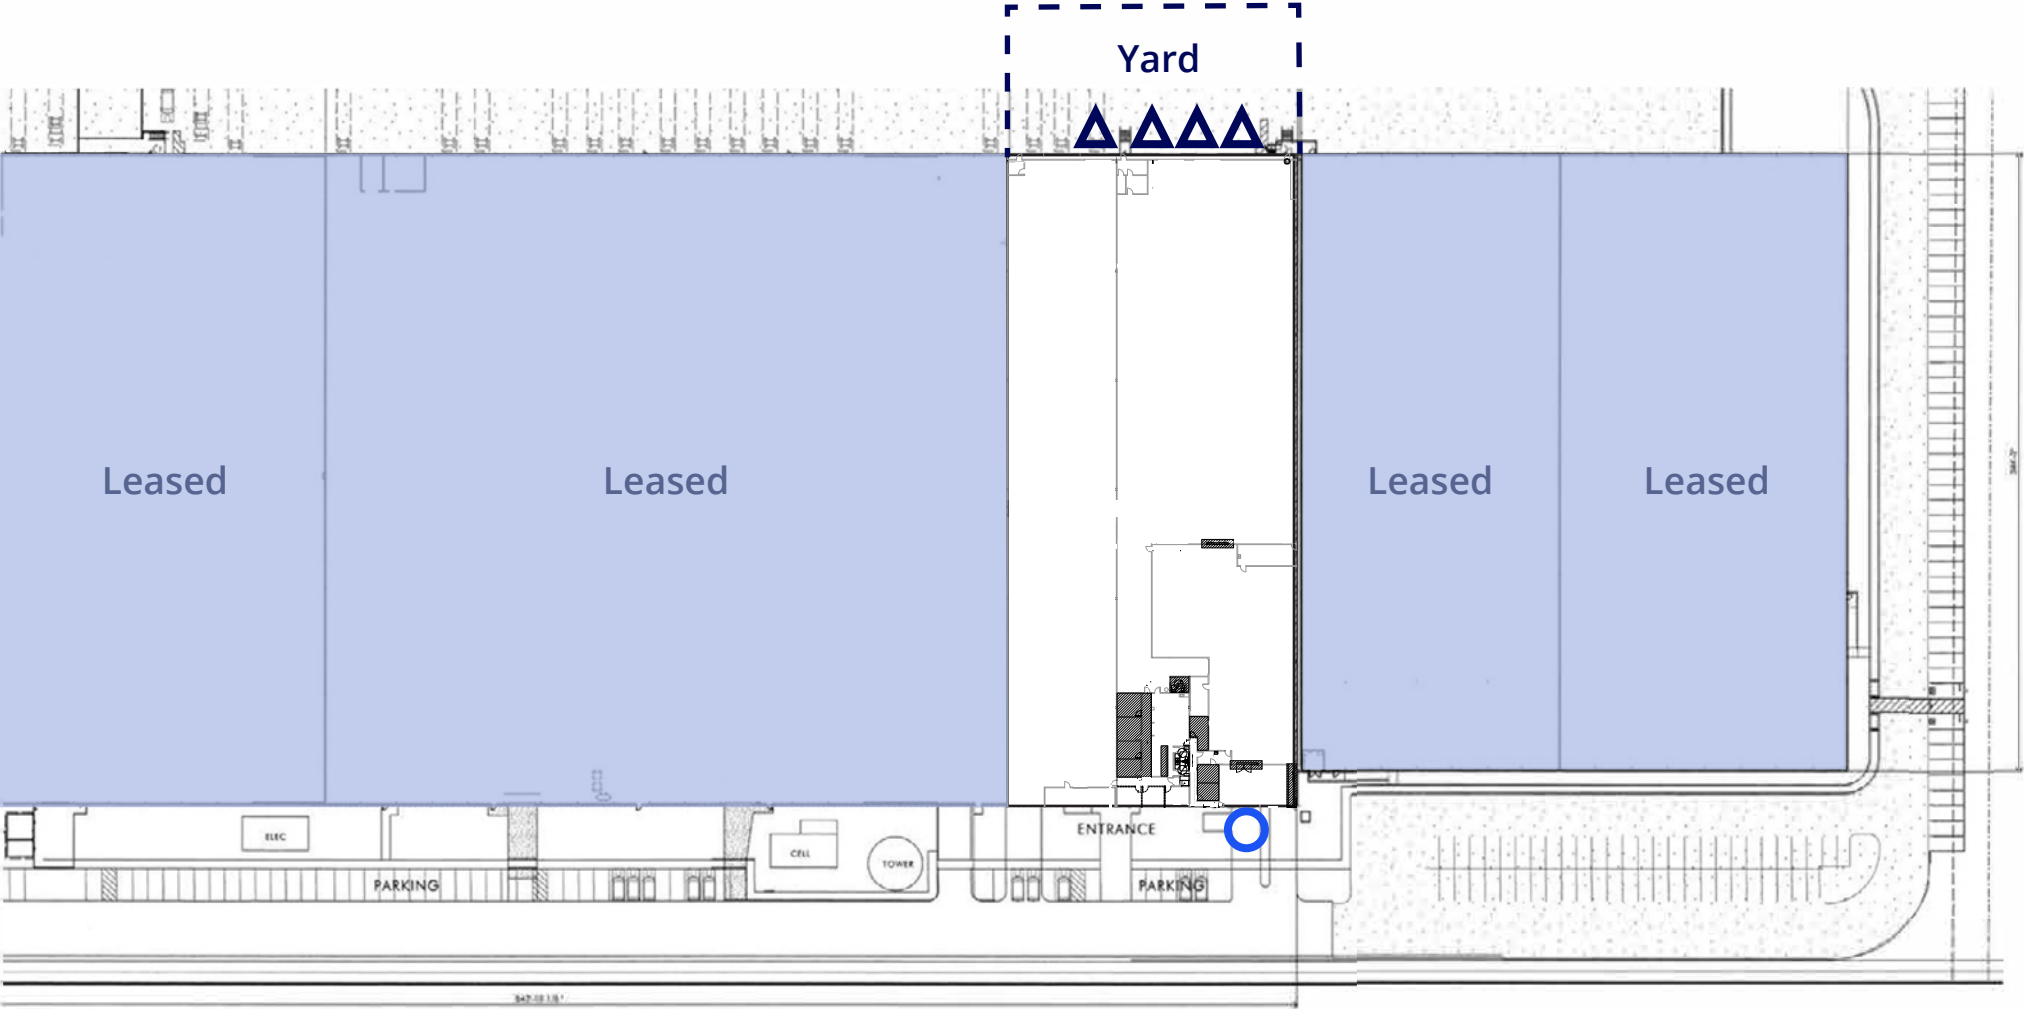 Yard
Leased
Leased
Leased
Leased
ELEC
CELL
TOWER
ENTRANCE
PARKING
PARKING